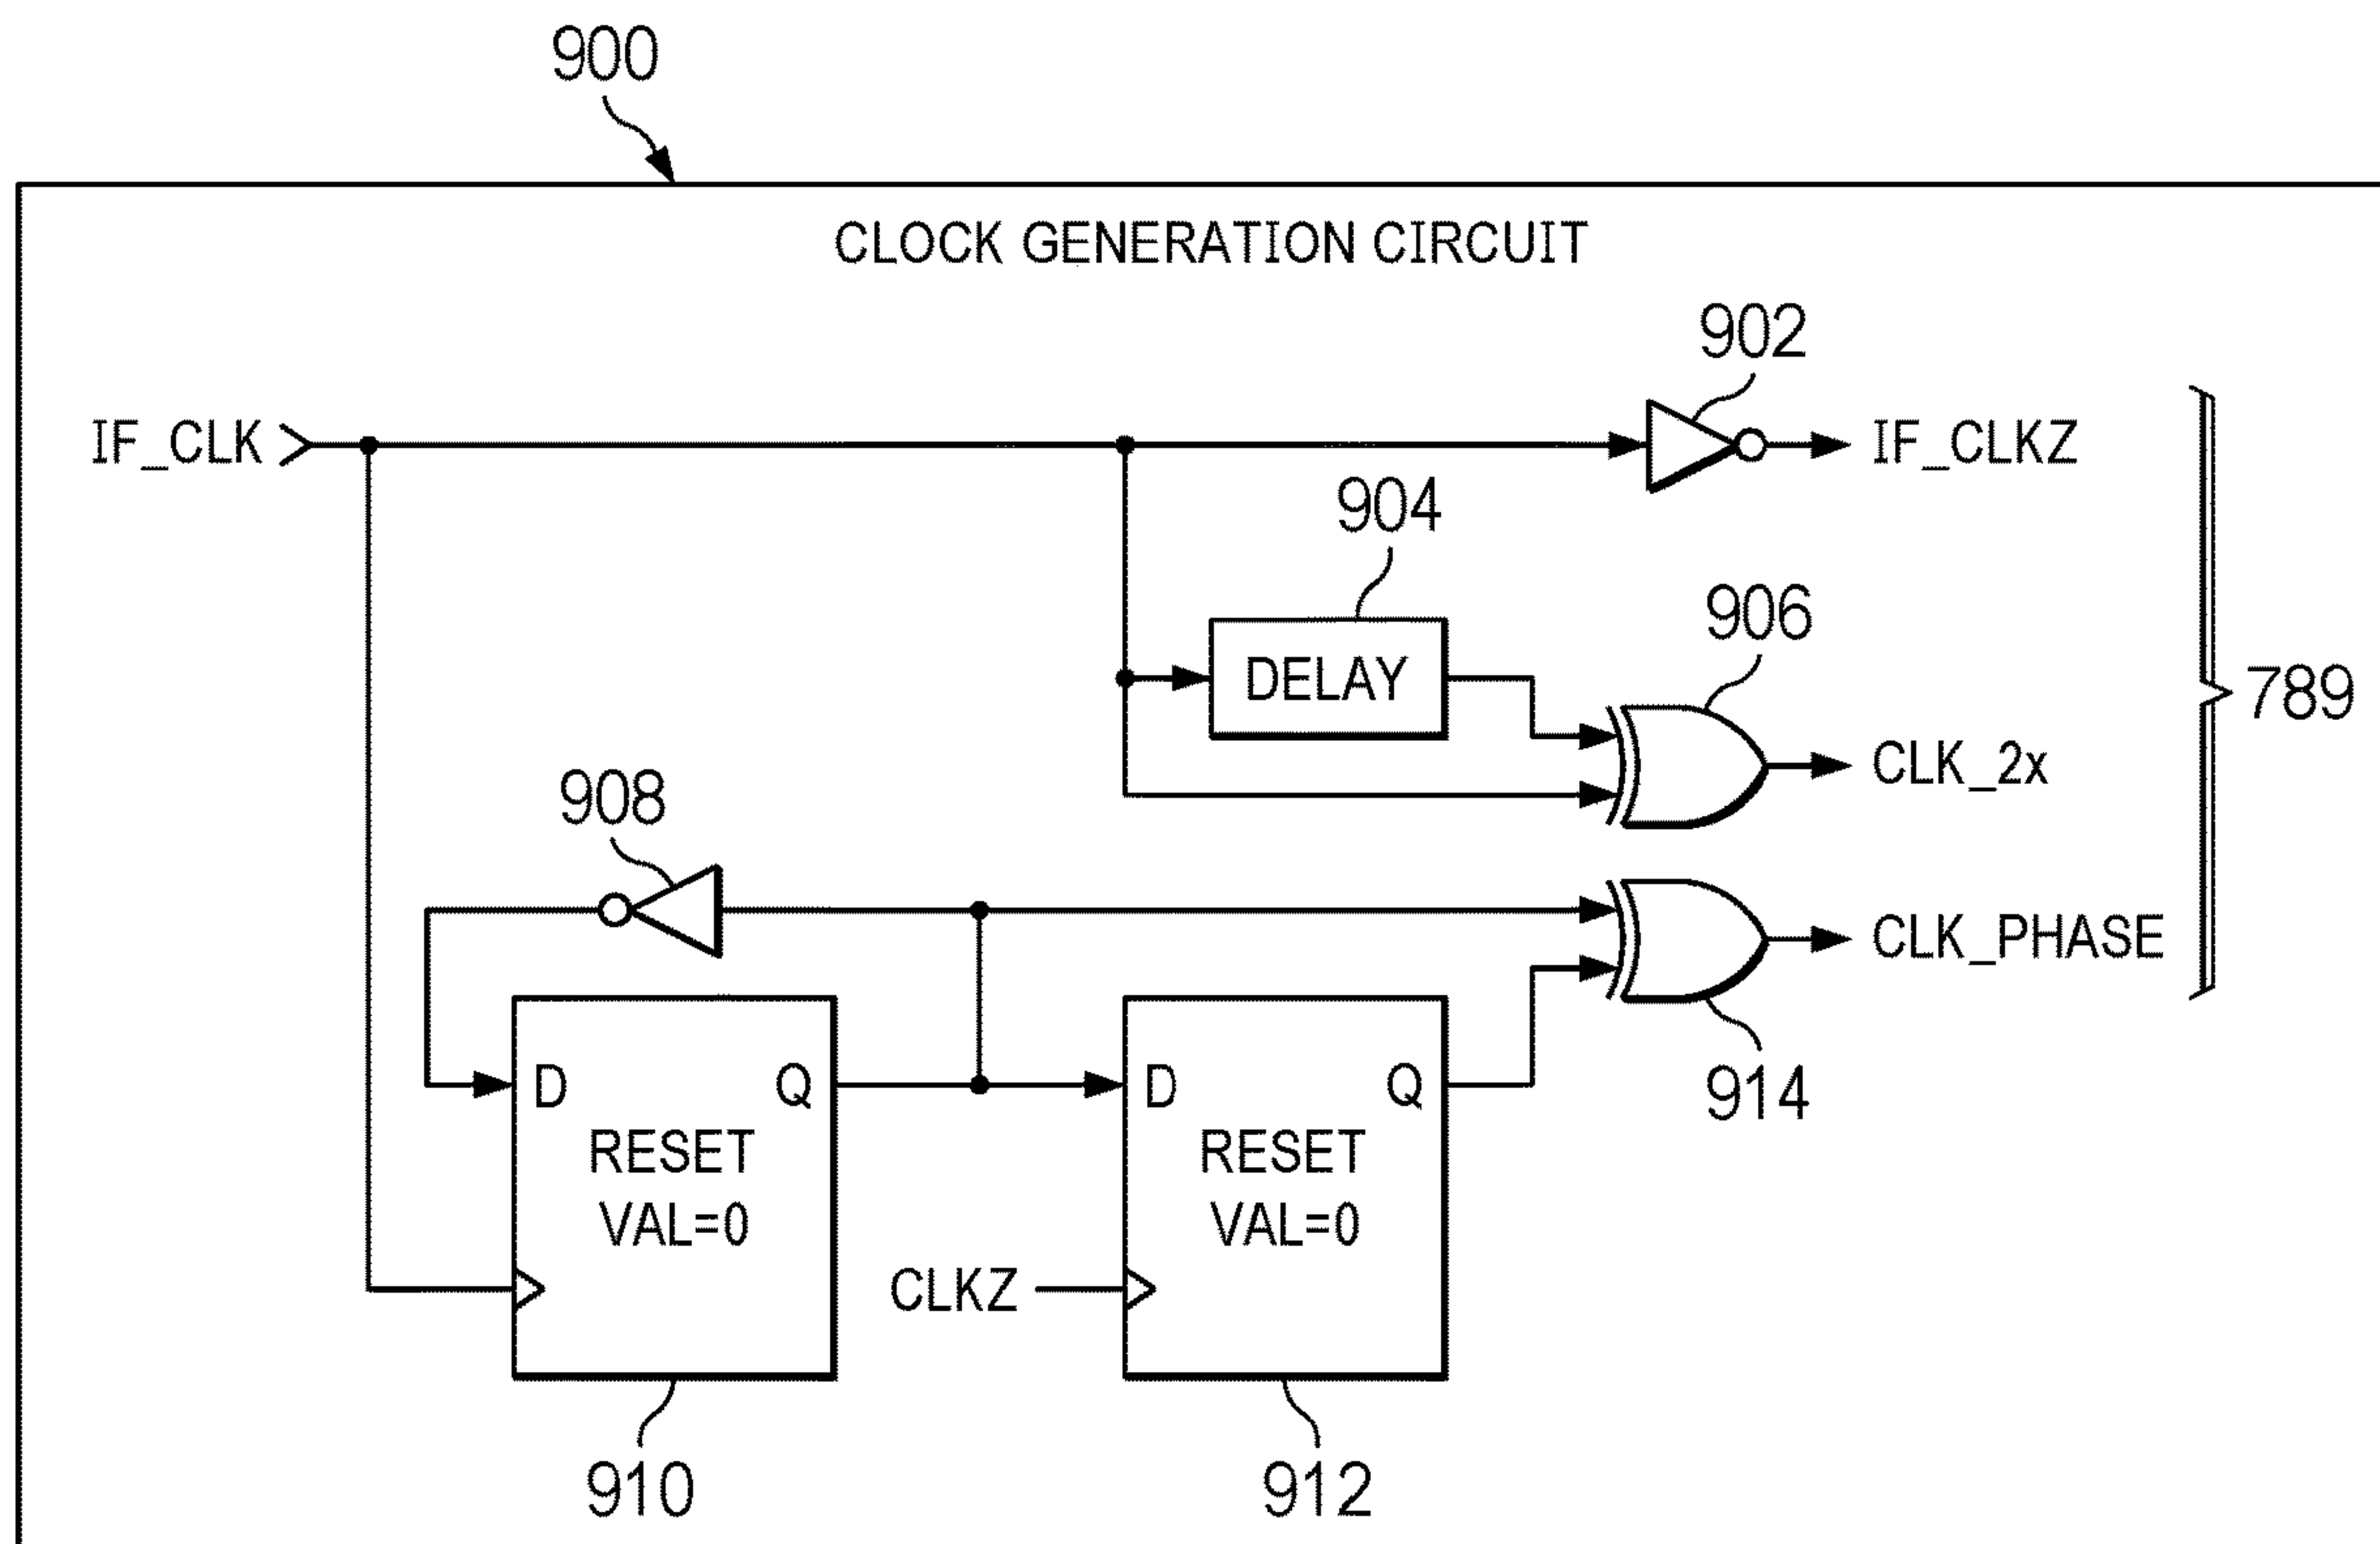 900
CLOCK GENERATION CIRCUIT
902
IF_CLK
IF_CLKZ
904
906
DELAY
789
CLK_2x
908
CLK_PHASE
D
Q
D
Q
914
RESET
VAL=0
RESET
VAL=0
CLKZ
910
912